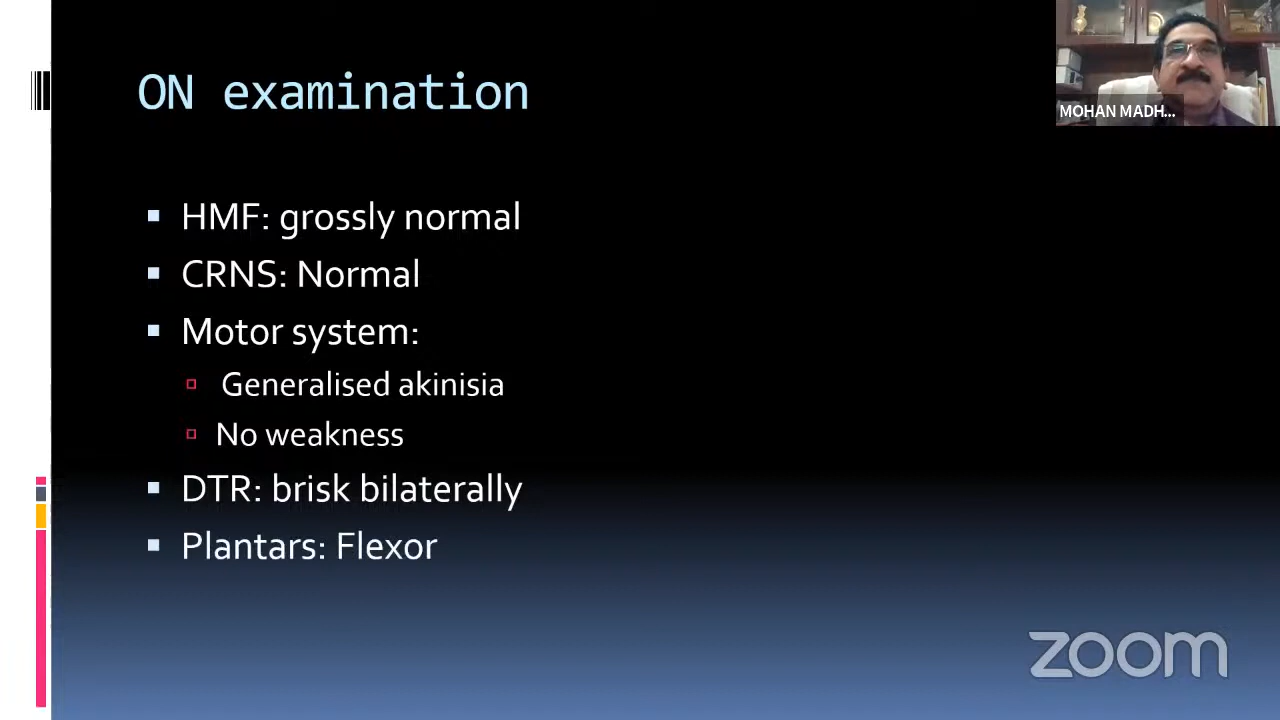 ON examination
MOHAN MADH...
HMF: grossly normal
CRNS: Normal
Motor system:
Generalised akinisia
No weakness
DTR: brisk bilaterally
Plantars: Flexor
zoom